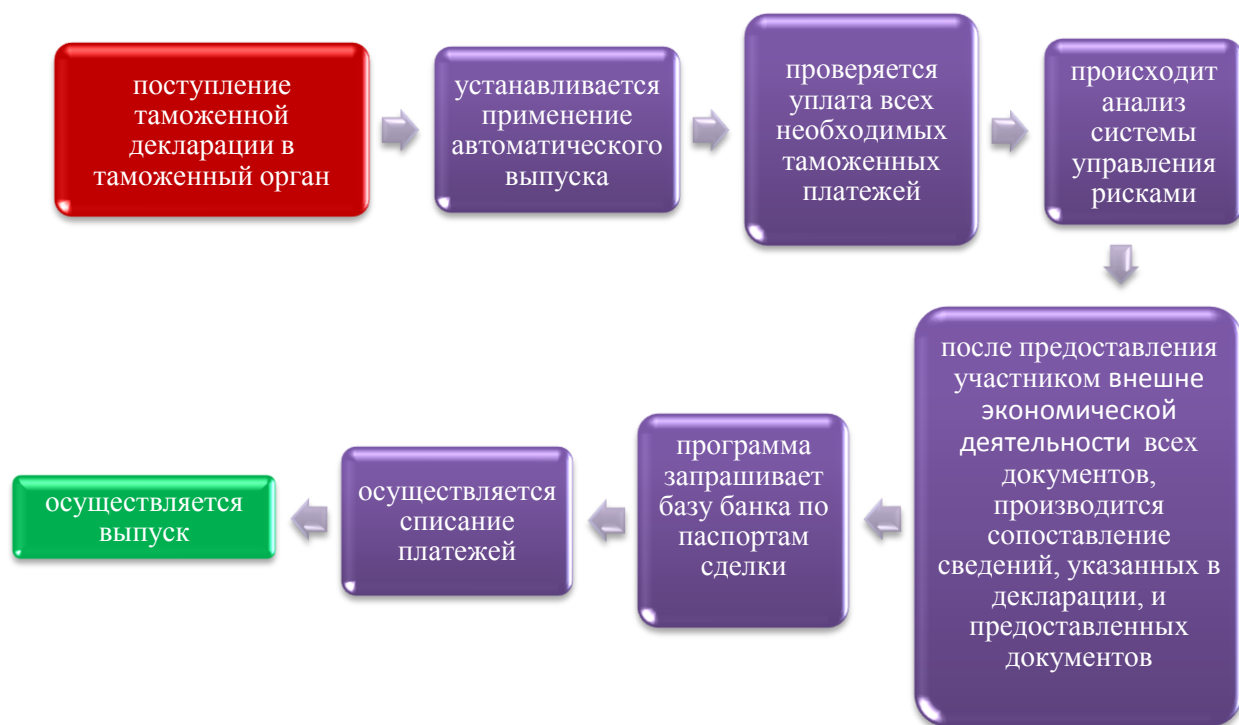 поступление
таможенной
декларации в
таможенный орган
устанавливается
применение
автоматического
выпуска
проверяется
уплата всех
необходимых
таможенных
платежей
происходит
анализ
системы
управления
рисками
после предоставления
участником внешне
экономической
деятельности всех
документов,
производится
сопоставление
сведений, указанных в
декларации, и
предоставленных
документов
программа
запрашивает
базу банка по
паспортам
сделки
осуществляется
списание
платежей
осуществляется
выпуск